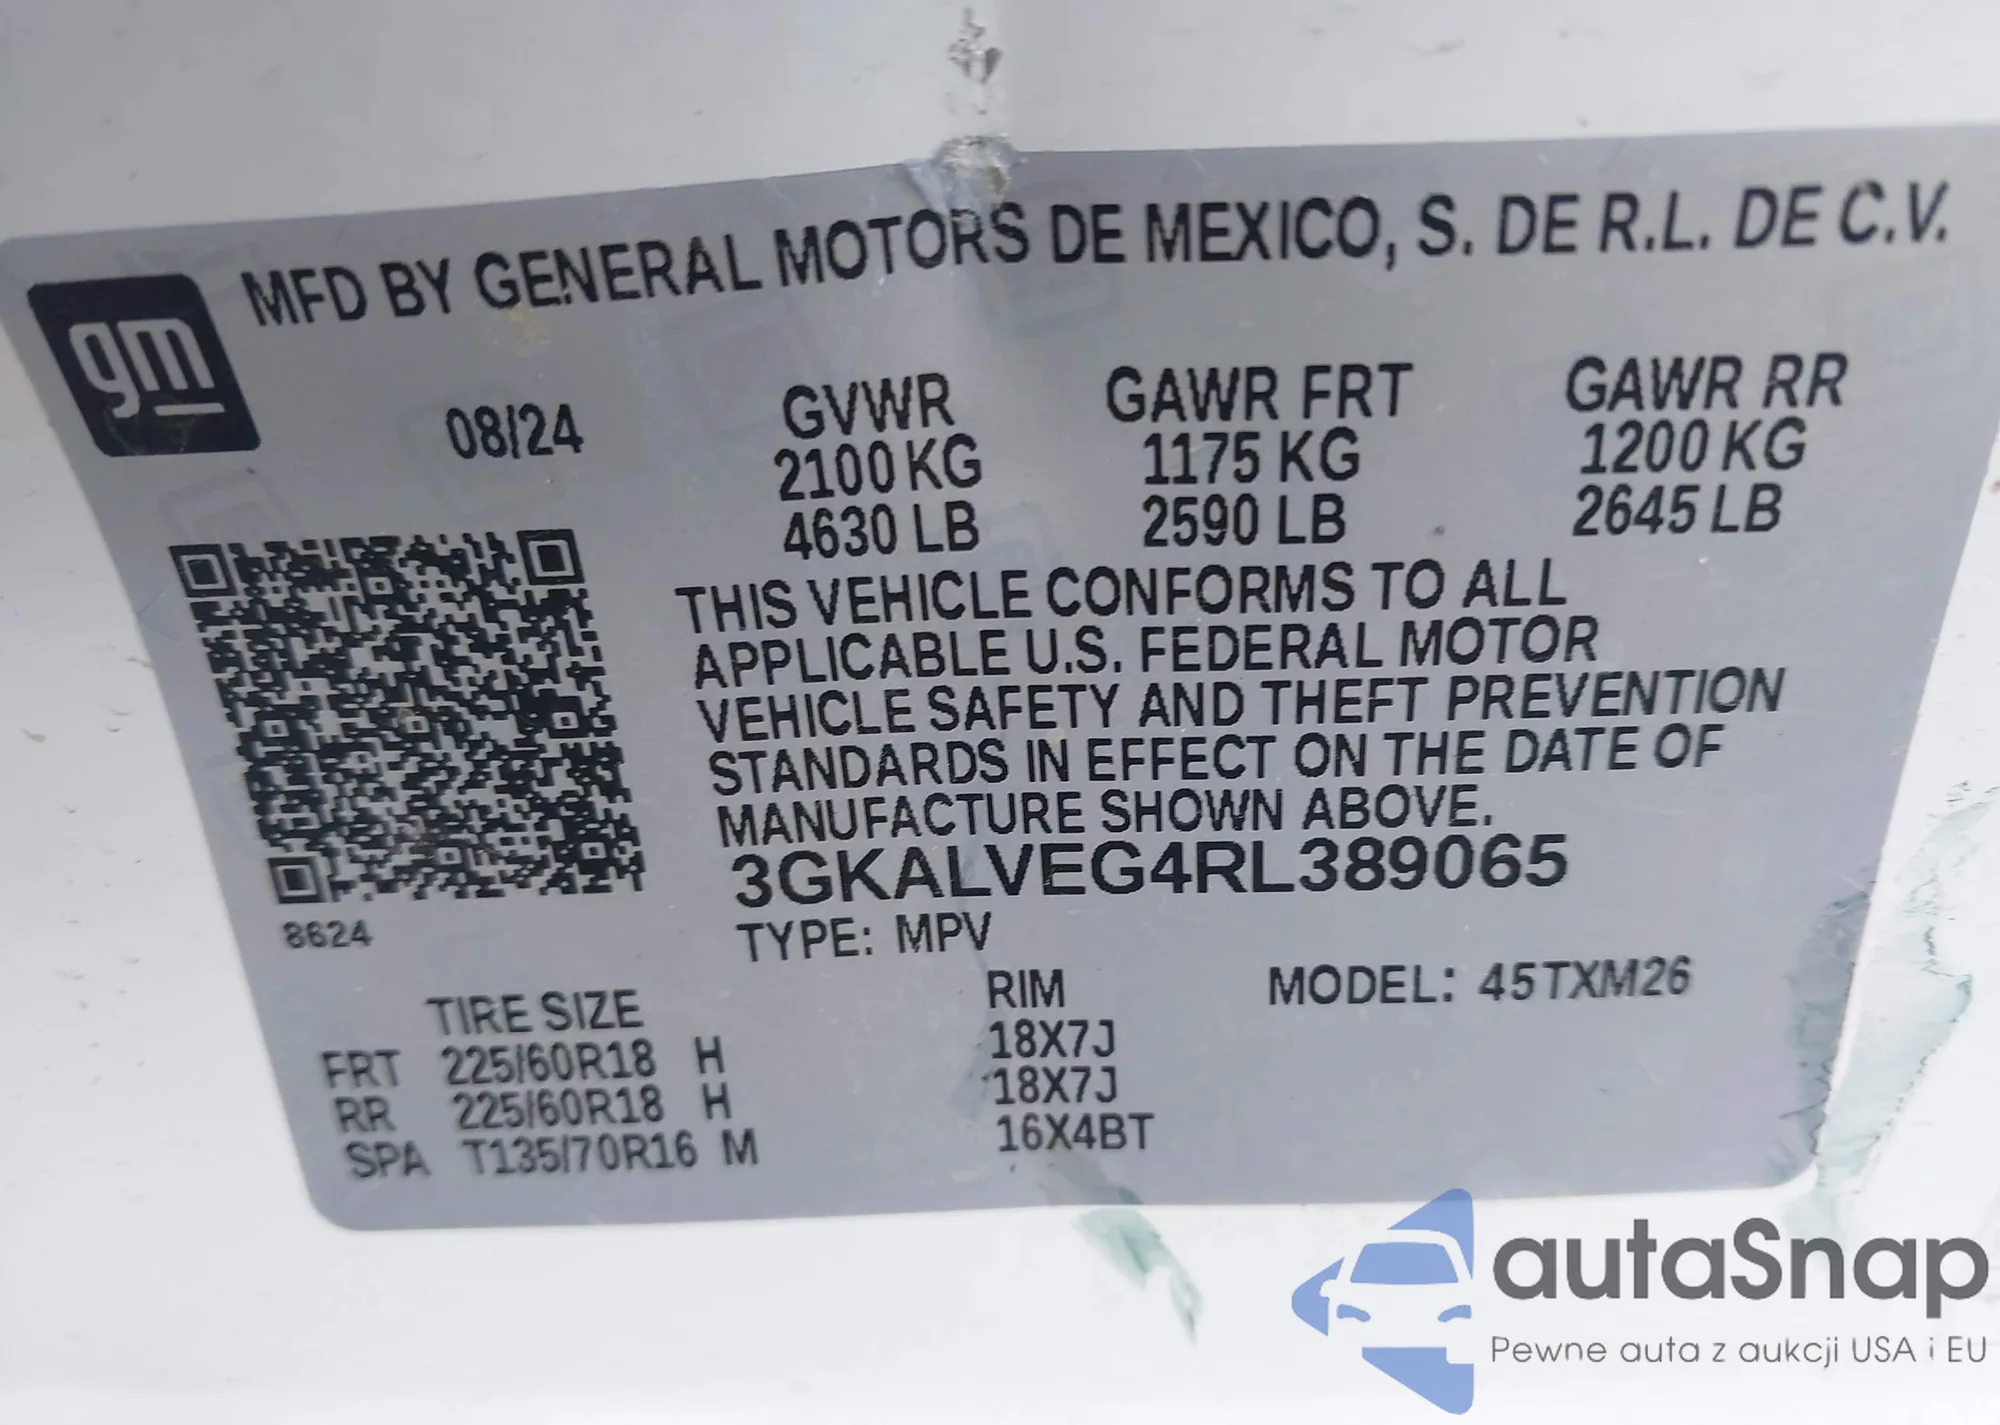 gm
MFD BY GENERAL MOTORS DE MEXICO, S. DE R.L. DE C.V.
08/24
GVWR
2100 KG
4630 LB
GAWR FRT
1175 KG
2590 LB
GAWR RR
1200 KG
2645 LB
THIS VEHICLE CONFORMS TO ALL
APPLICABLE U.S. FEDERAL MOTOR
VEHICLE SAFETY AND THEFT PREVENTION
STANDARDS IN EFFECT ON THE DATE OF
MANUFACTURE SHOWN ABOVE.
3GKALVEG4RL389065
8624
TYPE: MPV
MODEL: 45TXM26
TIRE SIZE RIM
FRT 225/60R18 H 18X7J
RR 225/60R18 H 18X7J
SPA T135/70R16 M 16X4BT
autaSnap
Pewne auta z aukcji USA i EU